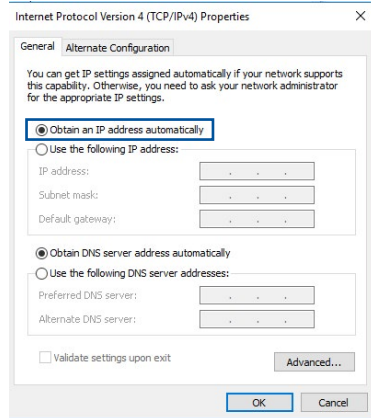 Internet Protocol Version 4 (TCP/IPv4) Properties
General
Alternate Configuration
You can get IP settings assigned automatically if your network supports
this capability. Otherwise, you need to ask your network administrator
for the appropriate IP settings.
Obtain an IP address automatically
Use the following IP address:
IP address:
Subnet mask:
Default gateway:
Obtain DNS server address automatically
Use the following DNS server addresses:
Preferred DNS server:
Alternate DNS server:
Validate settings upon exit
Advanced...
OK
Cancel